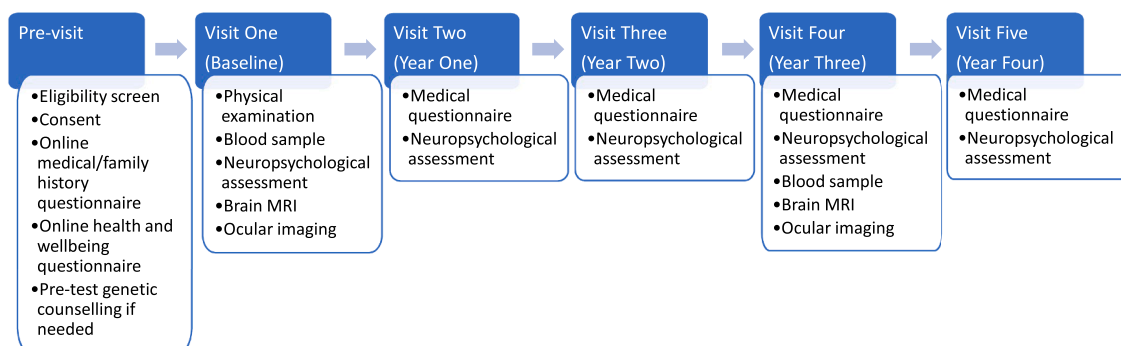 Pre-visit
•Eligibility screen
•Consent
•Online
medical/family
history
questionnaire
•Online health and
wellbeing
questionnaire
•Pre-test genetic
counselling if
needed
Visit One
(Baseline)
•Physical
examination
•Blood sample
•Neuropsychological
assessment
•Brain MRI
•Ocular imaging
Visit Two
(Year One)
•Medical
questionnaire
•Neuropsychological
assessment
Visit Three
(Year Two)
•Medical
questionnaire
•Neuropsychological
assessment
Visit Four
(Year Three)
•Medical
questionnaire
•Neuropsychological
assessment
•Blood sample
•Brain MRI
•Ocular imaging
Visit Five
(Year Four)
•Medical
questionnaire
•Neuropsychological
assessment